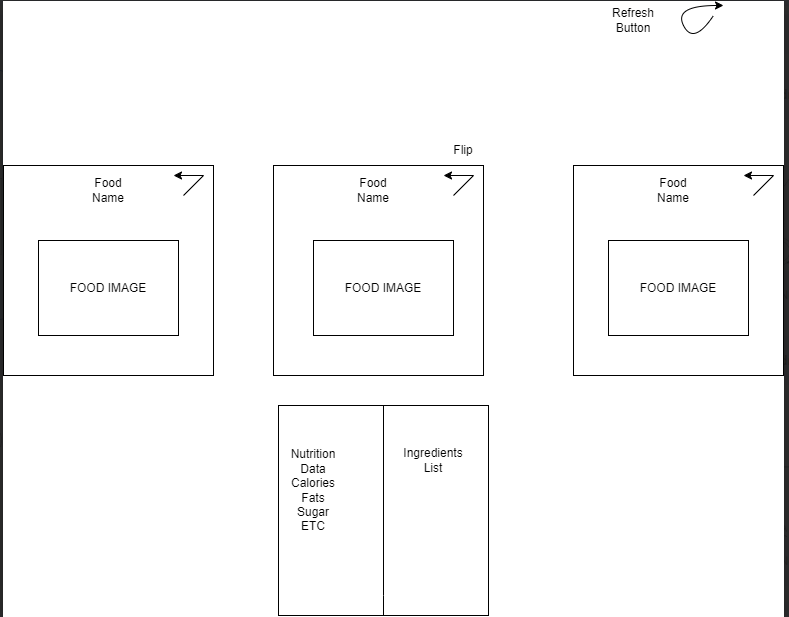 Refresh
Button
Flip
Food
Name
Food
Name
Food
Name
FOOD IMAGE
FOOD IMAGE
FOOD IMAGE
Nutrition
Data
Calories
Fats
Sugar
ETC
Ingredients
List